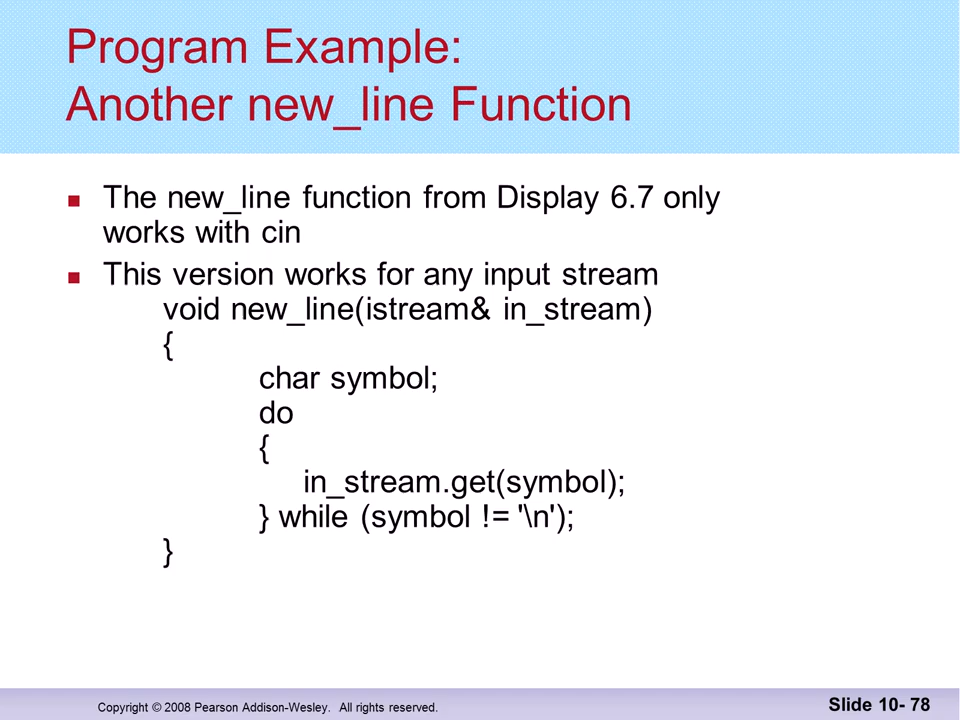 Program Example:
Another new_line Function
The new_line function from Display 6.7 only
works with cin
This version works for any input stream
void new_line(istream& in_stream)
{
char symbol;
do
{
in_stream.get(symbol);
} while (symbol != '\n');
}
Copyright © 2008 Pearson Addison-Wesley. All rights reserved.
Slide 10- 78